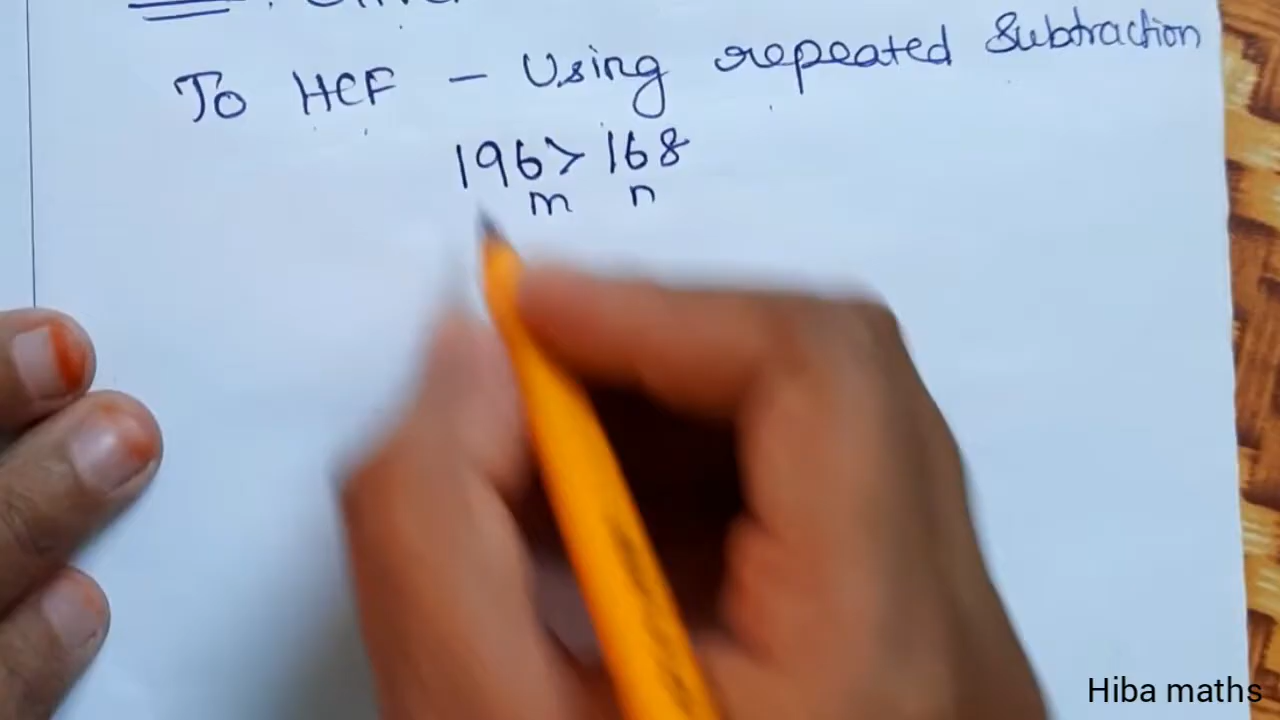 To HCF - Using repeated Subtraction
196 > 168
m n
Hiba maths